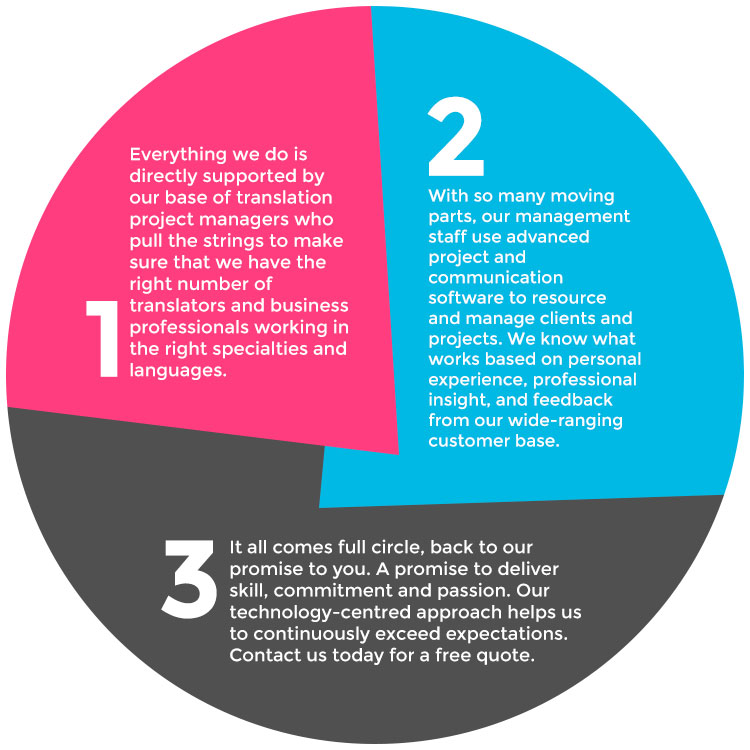 1
Everything we do is
directly supported by
our base of translation
project managers who
pull the strings to make
sure that we have the
right number of
translators and business
professionals working in
the right specialties and
languages.
2
With so many moving
parts, our management
staff use advanced
project and
communication
software to resource
and manage clients and
projects. We know what
works based on personal
experience, professional
insight, and feedback
from our wide-ranging
customer base.
3
It all comes full circle, back to our
promise to you. A promise to deliver
skill, commitment and passion. Our
technology-centred approach helps us
to continuously exceed expectations.
Contact us today for a free quote.